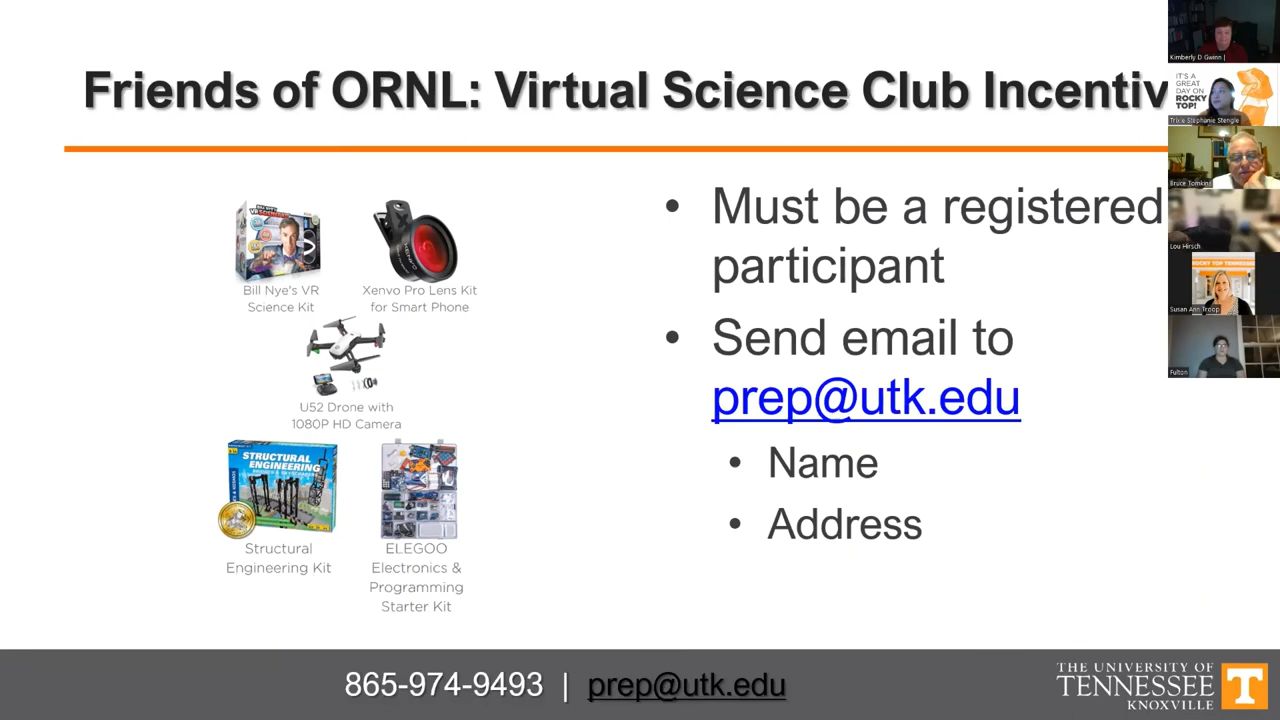 Friends of ORNL: Virtual Science Club Incentiv
Bill Nye's VR
Science Kit
Xenvo Pro Lens Kit
for Smart Phone
U52 Drone with
1080P HD Camera
STRUCTURAL
ENGINEERING
Structural
Engineering Kit
ELEGOO
Electronics &
Programming
Starter Kit
• Must be a registered
participant
• Send email to
prep@utk.edu
• Name
• Address
Kimberly D Gwinn
IT'S A
GREAT
DAY ON
ROCKY
TOP!
Trixie Stephanie Stengle
Bruce Tomkins
Lou Hirsch
ROCKY TOP TENNESSEE
Susan Ann Troop
Fulton
865-974-9493 | prep@utk.edu
THE UNIVERSITY OF
TENNESSEE
KNOXVILLE
T